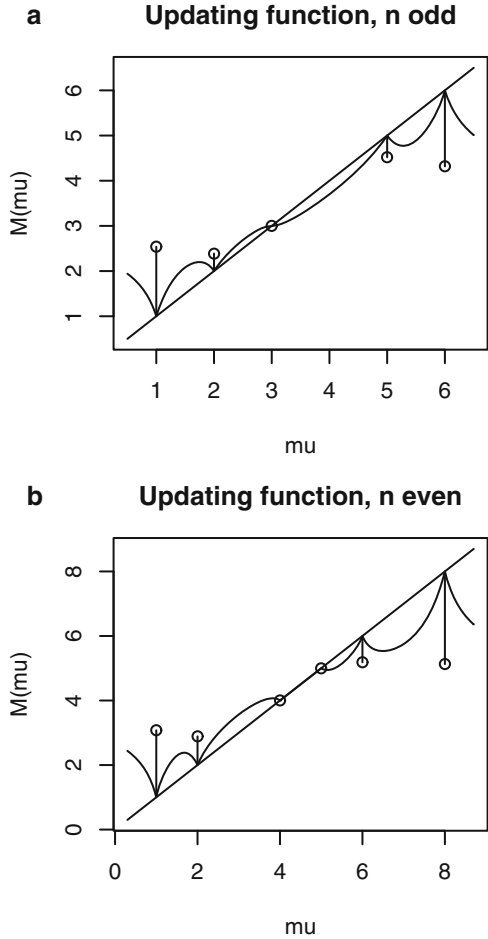 a
Updating function, n odd
M(mu)
6
5
4
3
2
1
1 2 3 4 5 6
mu
b
Updating function, n even
M(mu)
8
6
4
2
0
0 2 4 6 8
mu